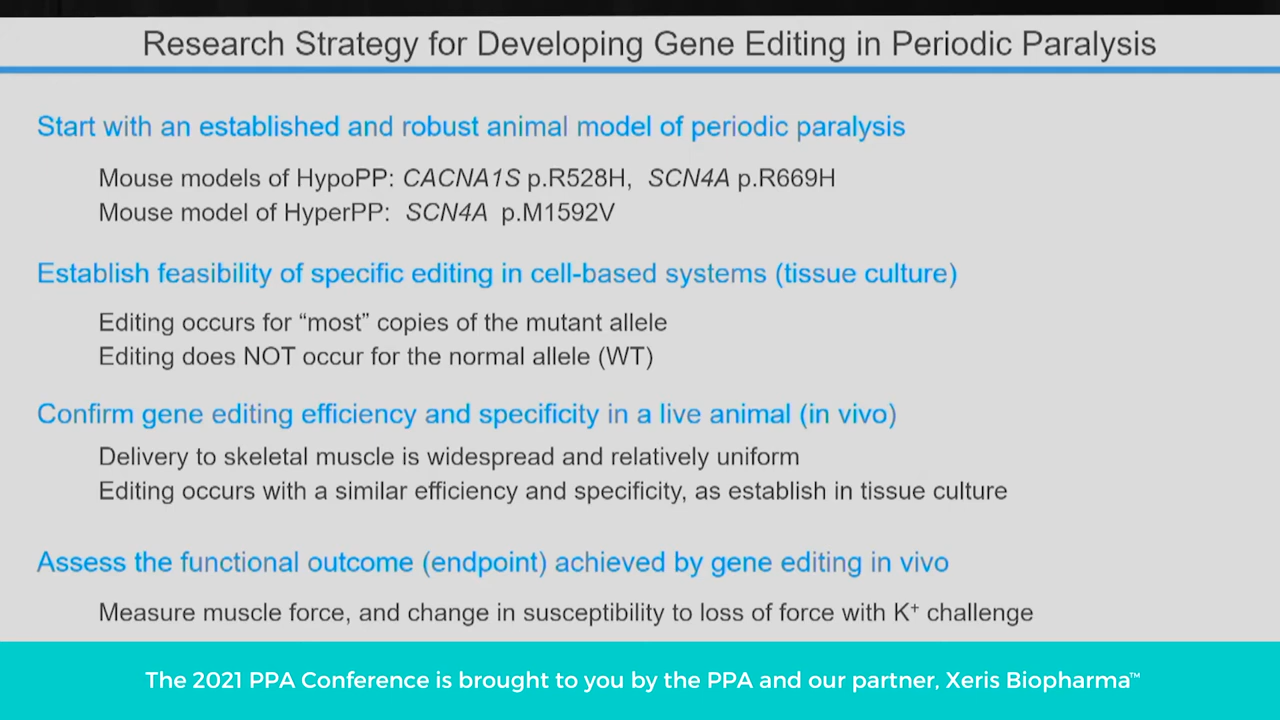 Research Strategy for Developing Gene Editing in Periodic Paralysis
Start with an established and robust animal model of periodic paralysis
Mouse models of HypoPP: CACNA1S p.R528H, SCN4A p.R669H
Mouse model of HyperPP: SCN4A p.M1592V
Establish feasibility of specific editing in cell-based systems (tissue culture)
Editing occurs for “most” copies of the mutant allele
Editing does NOT occur for the normal allele (WT)
Confirm gene editing efficiency and specificity in a live animal (in vivo)
Delivery to skeletal muscle is widespread and relatively uniform
Editing occurs with a similar efficiency and specificity, as establish in tissue culture
Assess the functional outcome (endpoint) achieved by gene editing in vivo
Measure muscle force, and change in susceptibility to loss of force with K⁺ challenge
The 2021 PPA Conference is brought to you by the PPA and our partner, Xeris Biopharma™